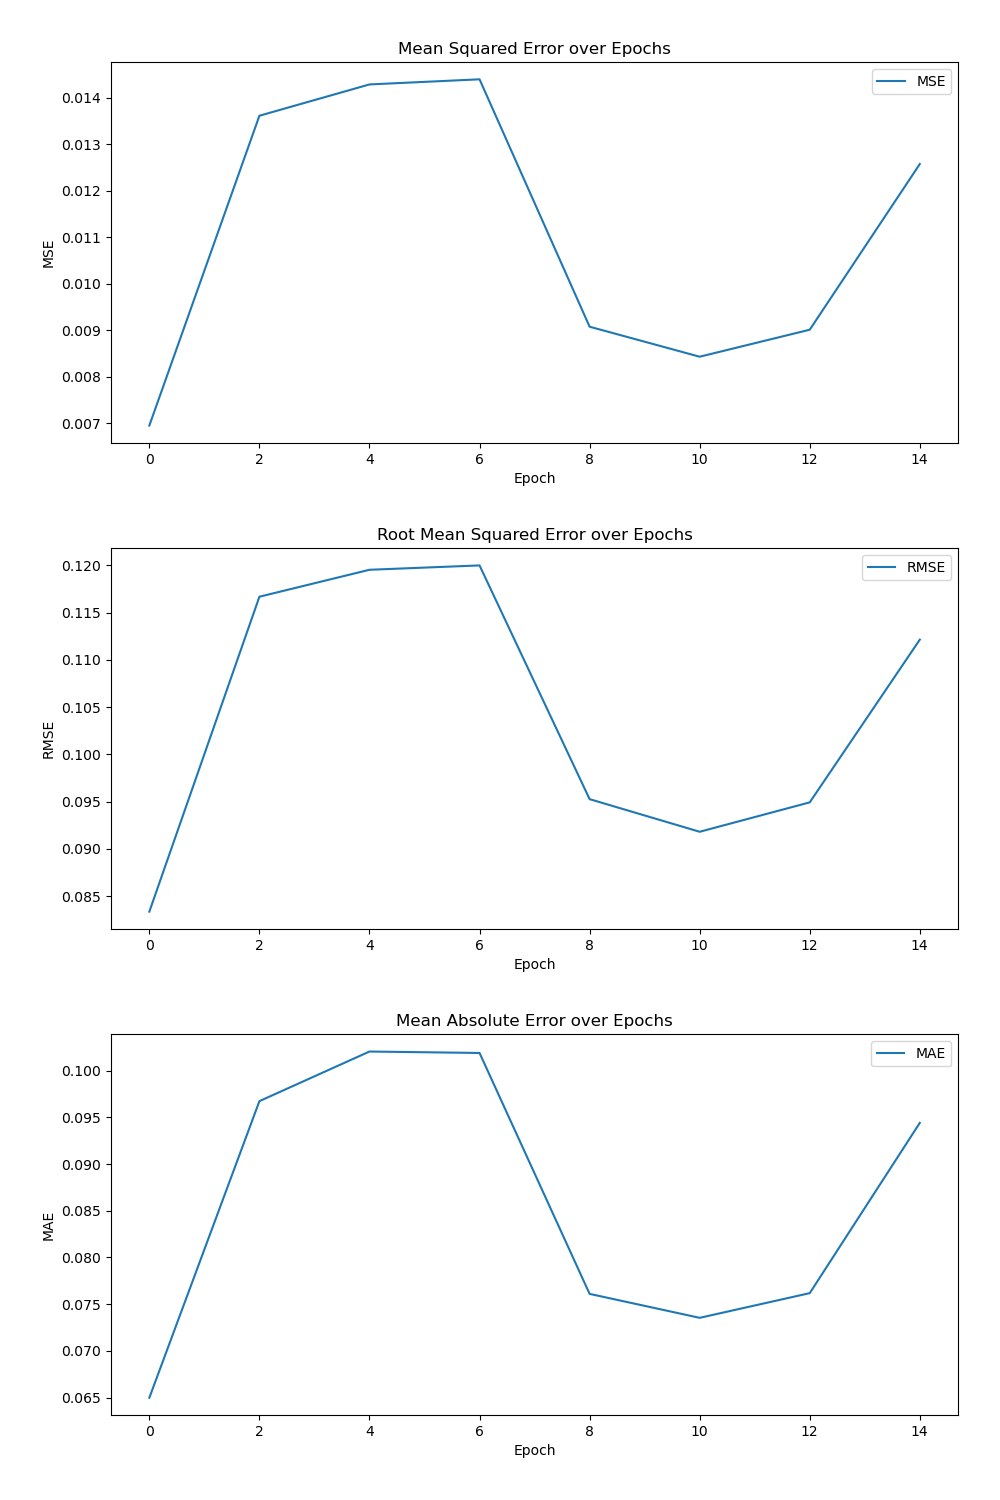 Mean Squared Error over Epochs
MSE
0.014
0.013
0.012
0.011
0.010
0.009
0.008
0.007
MSE
0 2 4 6 8 10 12 14
Epoch
Root Mean Squared Error over Epochs
RMSE
0.120
0.115
0.110
0.105
0.100
0.095
0.090
0.085
RMSE
0 2 4 6 8 10 12 14
Epoch
Mean Absolute Error over Epochs
MAE
0.100
0.095
0.090
0.085
0.080
0.075
0.070
0.065
MAE
0 2 4 6 8 10 12 14
Epoch